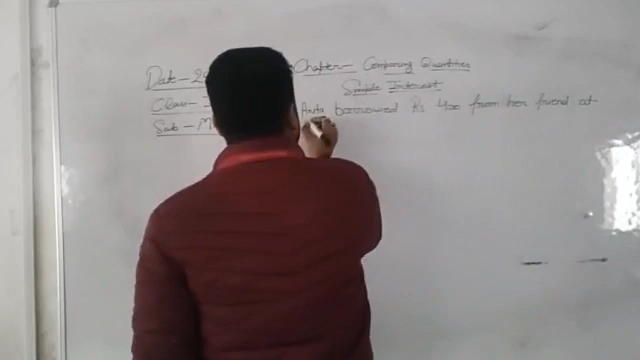 Date - 2
Chapter - Comparing Quantities
Simple Interest
Class -
Anita borrowed Rs 400 from her friend at
Sub - M